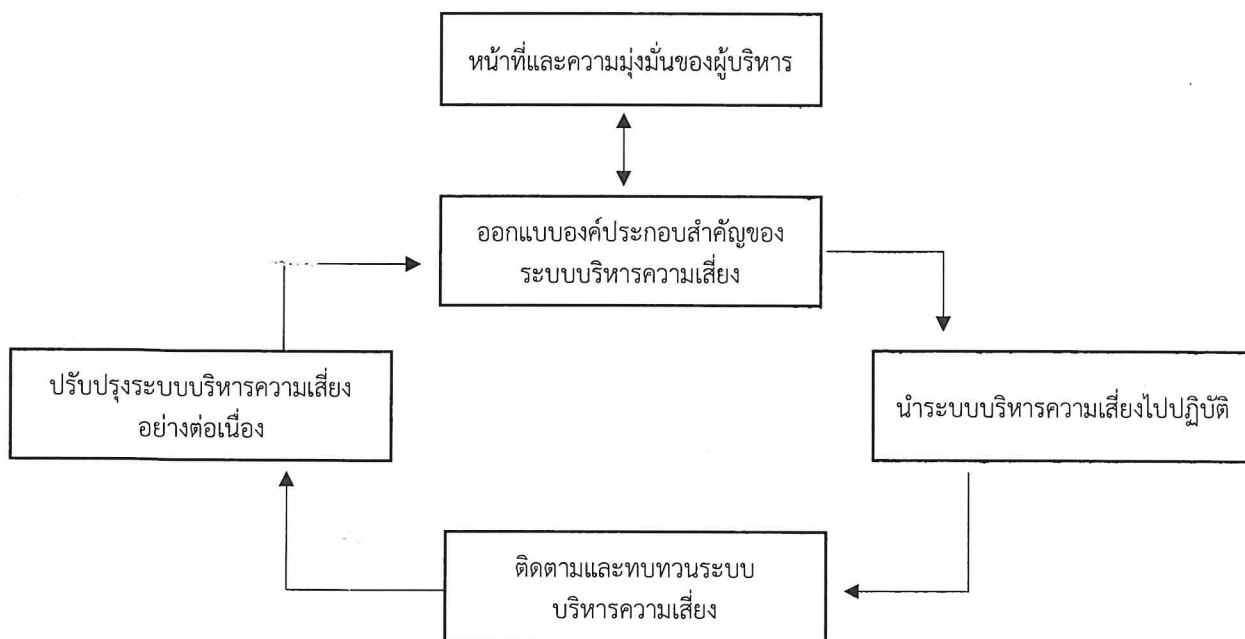 หน้าที่และความมุ่งมั่นของผู้บริหาร
ออกแบบองค์ประกอบสำคัญของ
ระบบบริหารความเสี่ยง
ปรับปรุงระบบบริหารความเสี่ยง
อย่างต่อเนื่อง
นำระบบบริหารความเสี่ยงไปปฏิบัติ
ติดตามและทบทวนระบบ
บริหารความเสี่ยง